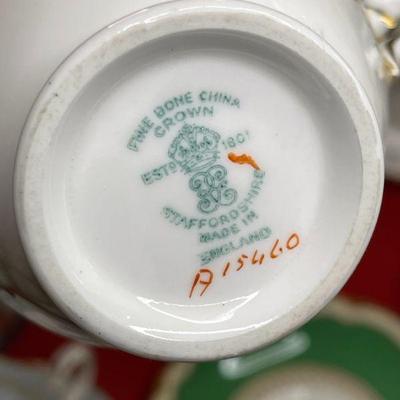 FINE BONE CHINA
CROWN
ESTD 1801
STAFFORDSHIRE
MADE IN
ENGLAND
A15460